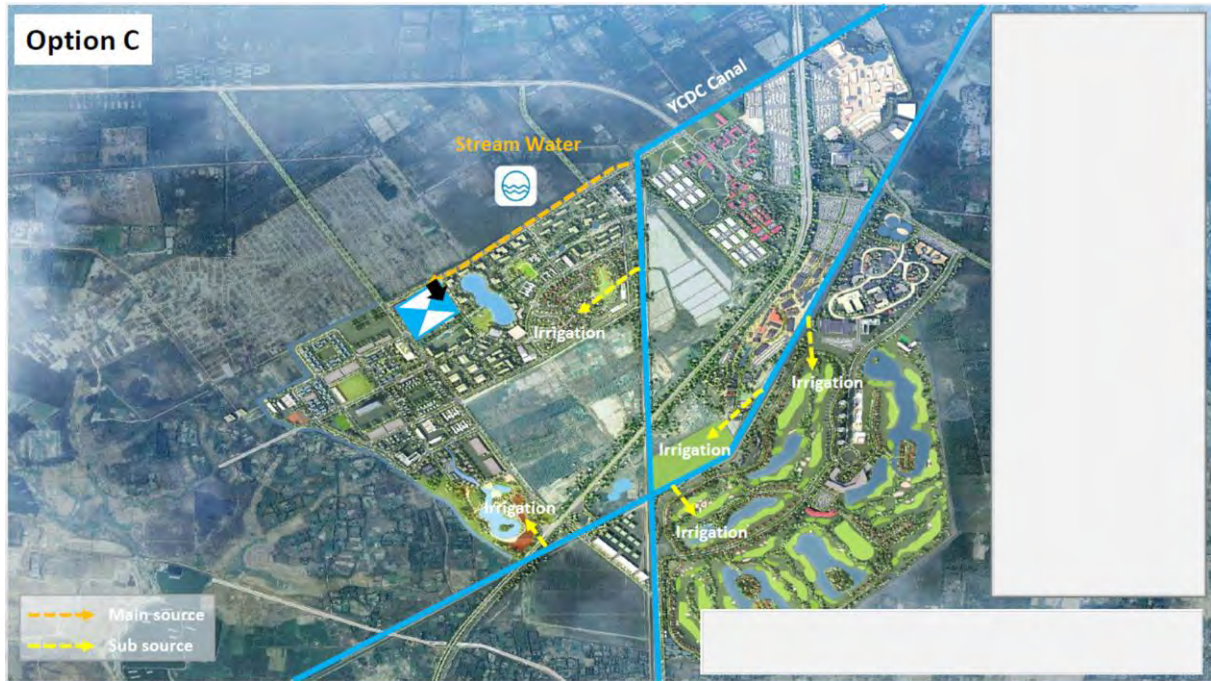 Option C
YCDC Canal
Stream Water
Irrigation
Irrigation
Irrigation
Irrigation
Irrigation
Main source
Sub source